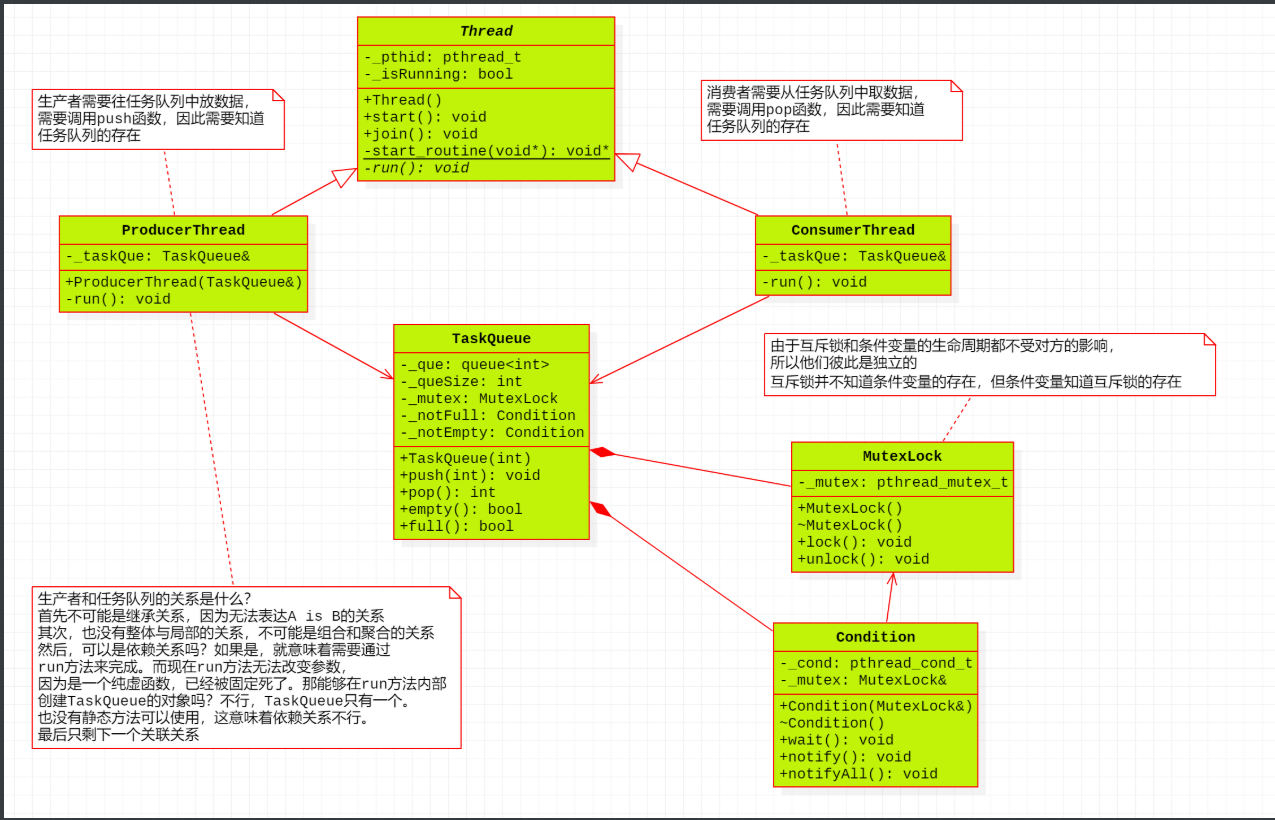 Thread
-_pthid: pthread_t
-_isRunning: bool
+Thread()
+start(): void
+join(): void
-start_routine(void*): void*
-run(): void
生产者需要往任务队列中放数据，
需要调用push函数，因此需要知道
任务队列的存在
消费者需要从任务队列中取数据，
需要调用pop函数，因此需要知道
任务队列的存在
ProducerThread
-_taskQue: TaskQueue&
+ProducerThread(TaskQueue&)
-run(): void
ConsumerThread
-_taskQue: TaskQueue&
-run(): void
TaskQueue
-_que: queue<int>
-_queSize: int
-_mutex: MutexLock
-_notFull: Condition
-_notEmpty: Condition
+TaskQueue(int)
+push(int): void
+pop(): int
+empty(): bool
+full(): bool
由于互斥锁和条件变量的生命周期都不受对方的影响，
所以他们彼此是独立的
互斥锁并不知道条件变量的存在，但条件变量知道互斥锁的存在
MutexLock
-_mutex: pthread_mutex_t
+MutexLock()
~MutexLock()
+lock(): void
+unlock(): void
生产者和任务队列的关系是什么？
首先不可能是继承关系，因为无法表达A is B的关系
其次，也没有整体与局部的关系，不可能是组合和聚合的关系
然后，可以是依赖关系吗？如果是，就意味着需要通过
run方法来完成。而现在run方法无法改变参数，
因为是一个纯虚函数，已经被固定死了。那能够在run方法内部
创建TaskQueue的对象吗？不行，TaskQueue只有一个。
也没有静态方法可以使用，这意味着依赖关系不行。
最后只剩下一个关联关系
Condition
-_cond: pthread_cond_t
-_mutex: MutexLock&
+Condition(MutexLock&)
~Condition()
+wait(): void
+notify(): void
+notifyAll(): void